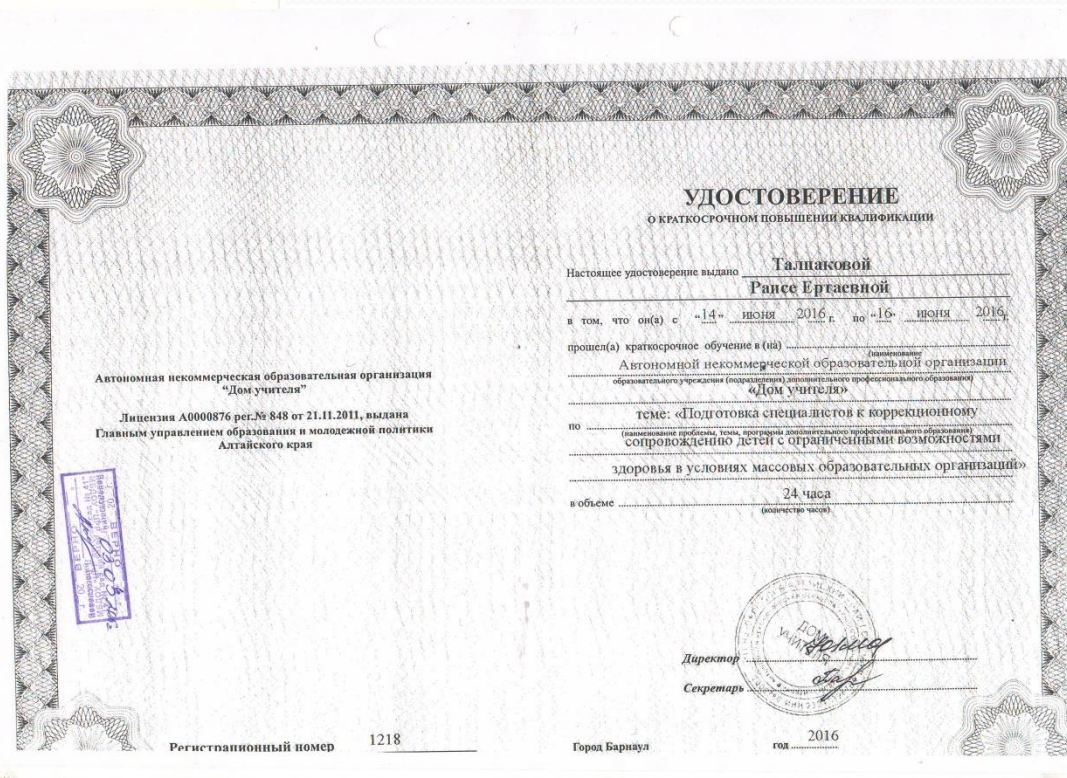 Автономная некоммерческая образовательная организация
"Дом учителя"
Лицензия А0000876 рег.№ 848 от 21.11.2011, выдана
Главным управлением образования и молодежной политики
Алтайского края
ВЕРНО
Регистрационный номер 1218
УДОСТОВЕРЕНИЕ
О КРАТКОСРОЧНОМ ПОВЫШЕНИИ КВАЛИФИКАЦИИ
Настоящее удостоверение выдано Талпаковой
Раисе Ертаевной
в том, что он(а) с "14" июня 2016 г. по "16" июня 2016г.
прошел(а) краткосрочное обучение в (на)
(наименование
Автономной некоммерческой образовательной организации
образовательного учреждения (подразделения) дополнительного профессионального образования)
«Дом учителя»
по теме: «Подготовка специалистов к коррекционному
(наименование проблемы, темы, программы дополнительного профессионального образования)
сопровождению детей с ограниченными возможностями
здоровья в условиях массовых образовательных организаций»
в объеме 24 часа
(количество часов)
ДОМ
УЧИТЕЛЯ
Директор
Секретарь
Город Барнаул год 2016